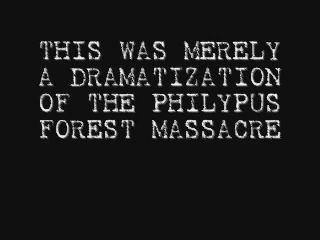 THIS WAS MERELY
A DRAMATIZATION
OF THE PHILYPUS
FOREST MASSACRE